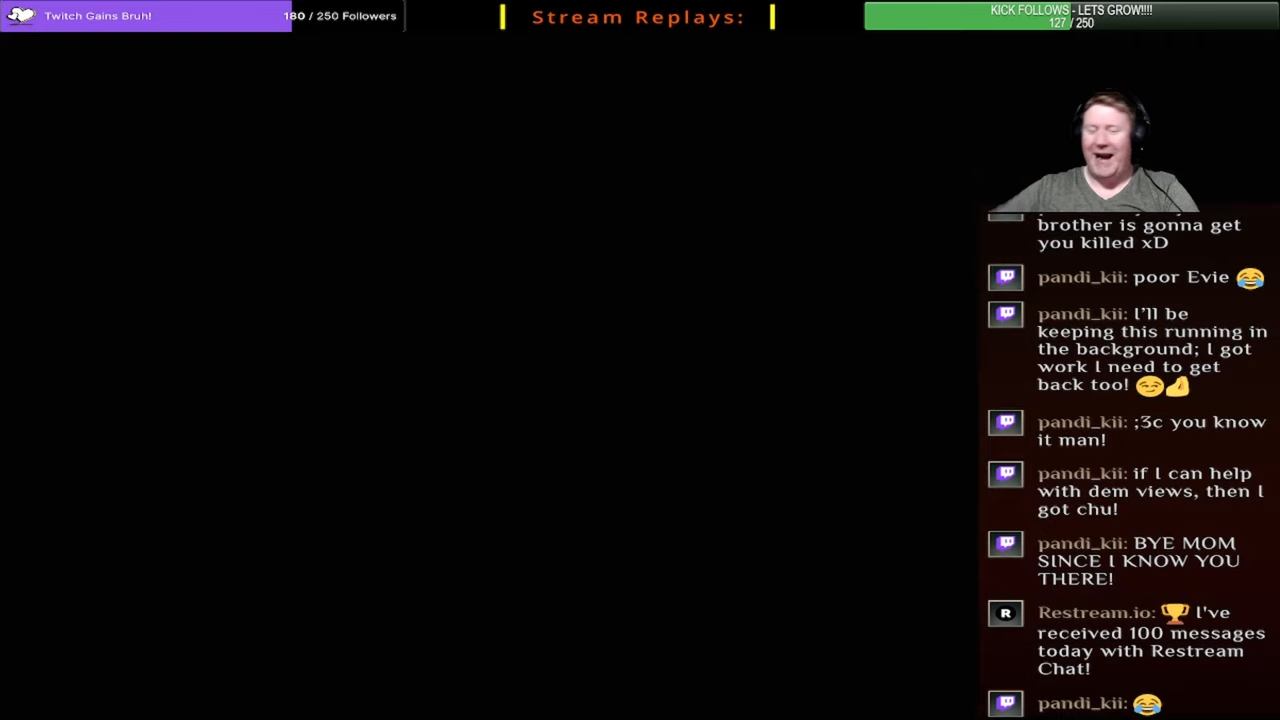 Twitch Gains Bruh!
180 / 250 Followers
Stream Replays:
KICK FOLLOWS - LETS GROW!!!!
127 / 250
brother is gonna get
you killed xD
pandi_kii: poor Evie 😂
pandi_kii: I'll be
keeping this running in
the background; I got
work I need to get
back too! 😏👍
pandi_kii: ;3c you know
it man!
pandi_kii: if I can help
with dem views, then I
got chu!
pandi_kii: BYE MOM
SINCE I KNOW YOU
THERE!
R
Restream.io: 🏆 I've
received 100 messages
today with Restream
Chat!
pandi_kii: 😂